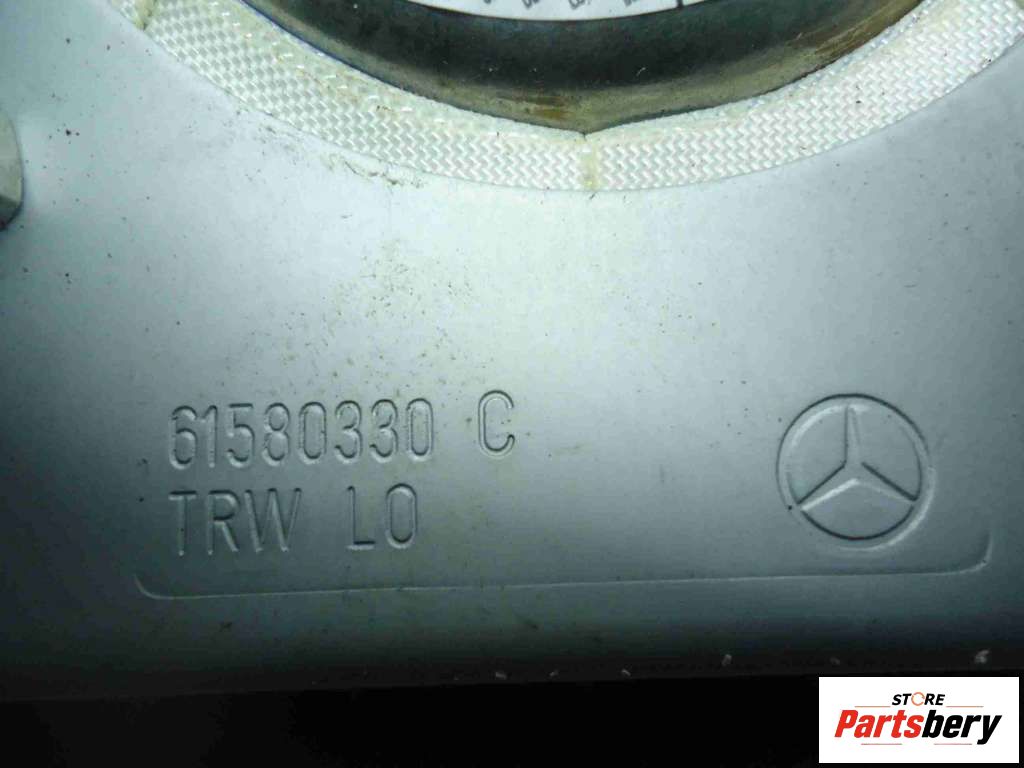 61580330 C
TRW LO
STORE
Partsbery